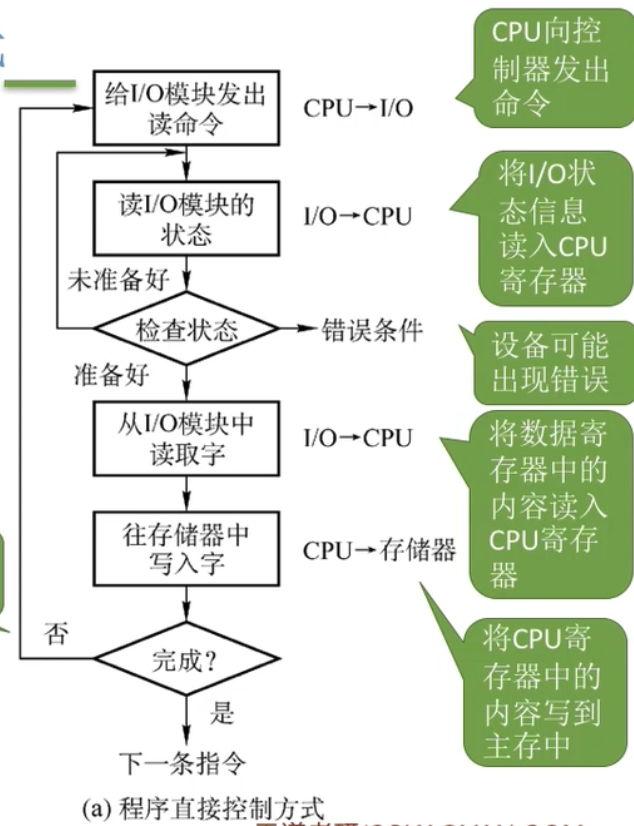 CPU向控
制器发出
命令
给I/O模块发出
读命令
CPU→I/O
将I/O状
态信息
读入CPU
寄存器
读I/O模块的
状态
I/O→CPU
未准备好
检查状态
错误条件
设备可能
出现错误
准备好
从I/O模块中
读取字
I/O→CPU
将数据寄
存器中的
内容读入
CPU寄存
器
往存储器中
写入字
CPU→存储器
否
完成?
将CPU寄
存器中的
内容写到
主存中
是
下一条指令
(a) 程序直接控制方式